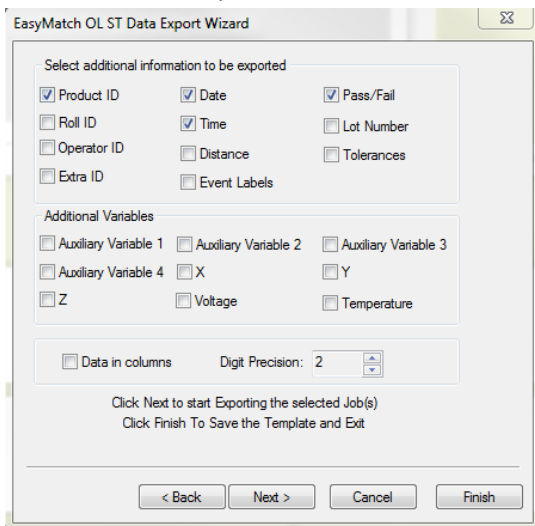 EasyMatch OL ST Data Export Wizard
Select additional information to be exported
Product ID Date Pass/Fail
Roll ID Time Lot Number
Operator ID Distance Tolerances
Extra ID Event Labels
Additional Variables
Auxiliary Variable 1 Auxiliary Variable 2 Auxiliary Variable 3
Auxiliary Variable 4 X Y
Z Voltage Temperature
Data in columns Digit Precision: 2
Click Next to start Exporting the selected Job(s)
Click Finish To Save the Template and Exit
< Back Next > Cancel Finish